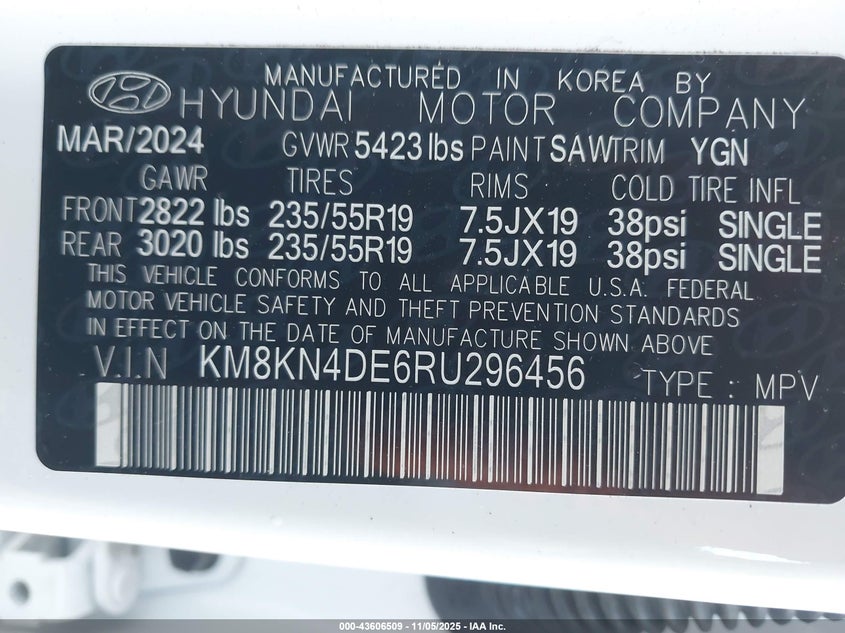 MANUFACTURED IN KOREA BY
HYUNDAI MOTOR COMPANY
MAR/2024 GVWR 5423 lbs PAINT SAW TRIM YGN
GAWR TIRES RIMS COLD TIRE INFL
FRONT 2822 lbs 235/55R19 7.5JX19 38psi SINGLE
REAR 3020 lbs 235/55R19 7.5JX19 38psi SINGLE
THIS VEHICLE CONFORMS TO ALL APPLICABLE U.S.A. FEDERAL
MOTOR VEHICLE SAFETY AND THEFT PREVENTION STANDARDS
IN EFFECT ON THE DATE OF MANUFACTURE SHOWN ABOVE
V.I.N KM8KN4DE6RU296456 TYPE : MPV
000-43606509 - 11/05/2025 - IAA Inc.